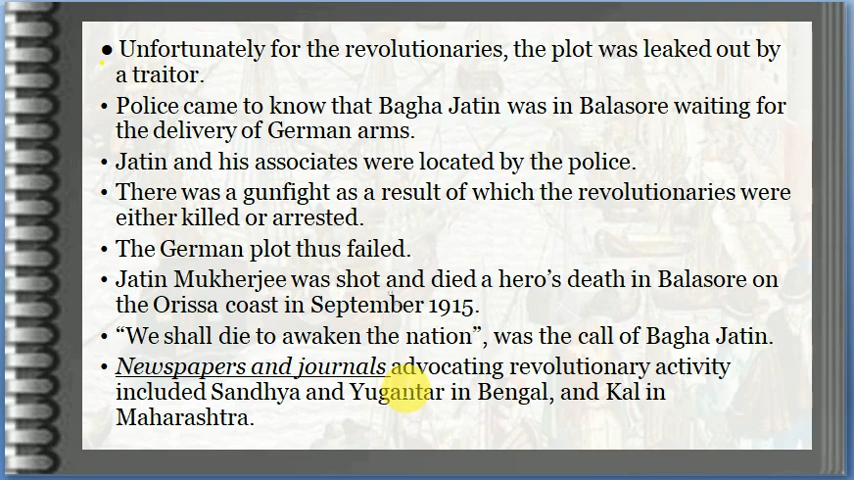 ● Unfortunately for the revolutionaries, the plot was leaked out by
a traitor.
• Police came to know that Bagha Jatin was in Balasore waiting for
the delivery of German arms.
• Jatin and his associates were located by the police.
• There was a gunfight as a result of which the revolutionaries were
either killed or arrested.
• The German plot thus failed.
• Jatin Mukherjee was shot and died a hero's death in Balasore on
the Orissa coast in September 1915.
• “We shall die to awaken the nation”, was the call of Bagha Jatin.
• Newspapers and journals advocating revolutionary activity
included Sandhya and Yugantar in Bengal, and Kal in
Maharashtra.